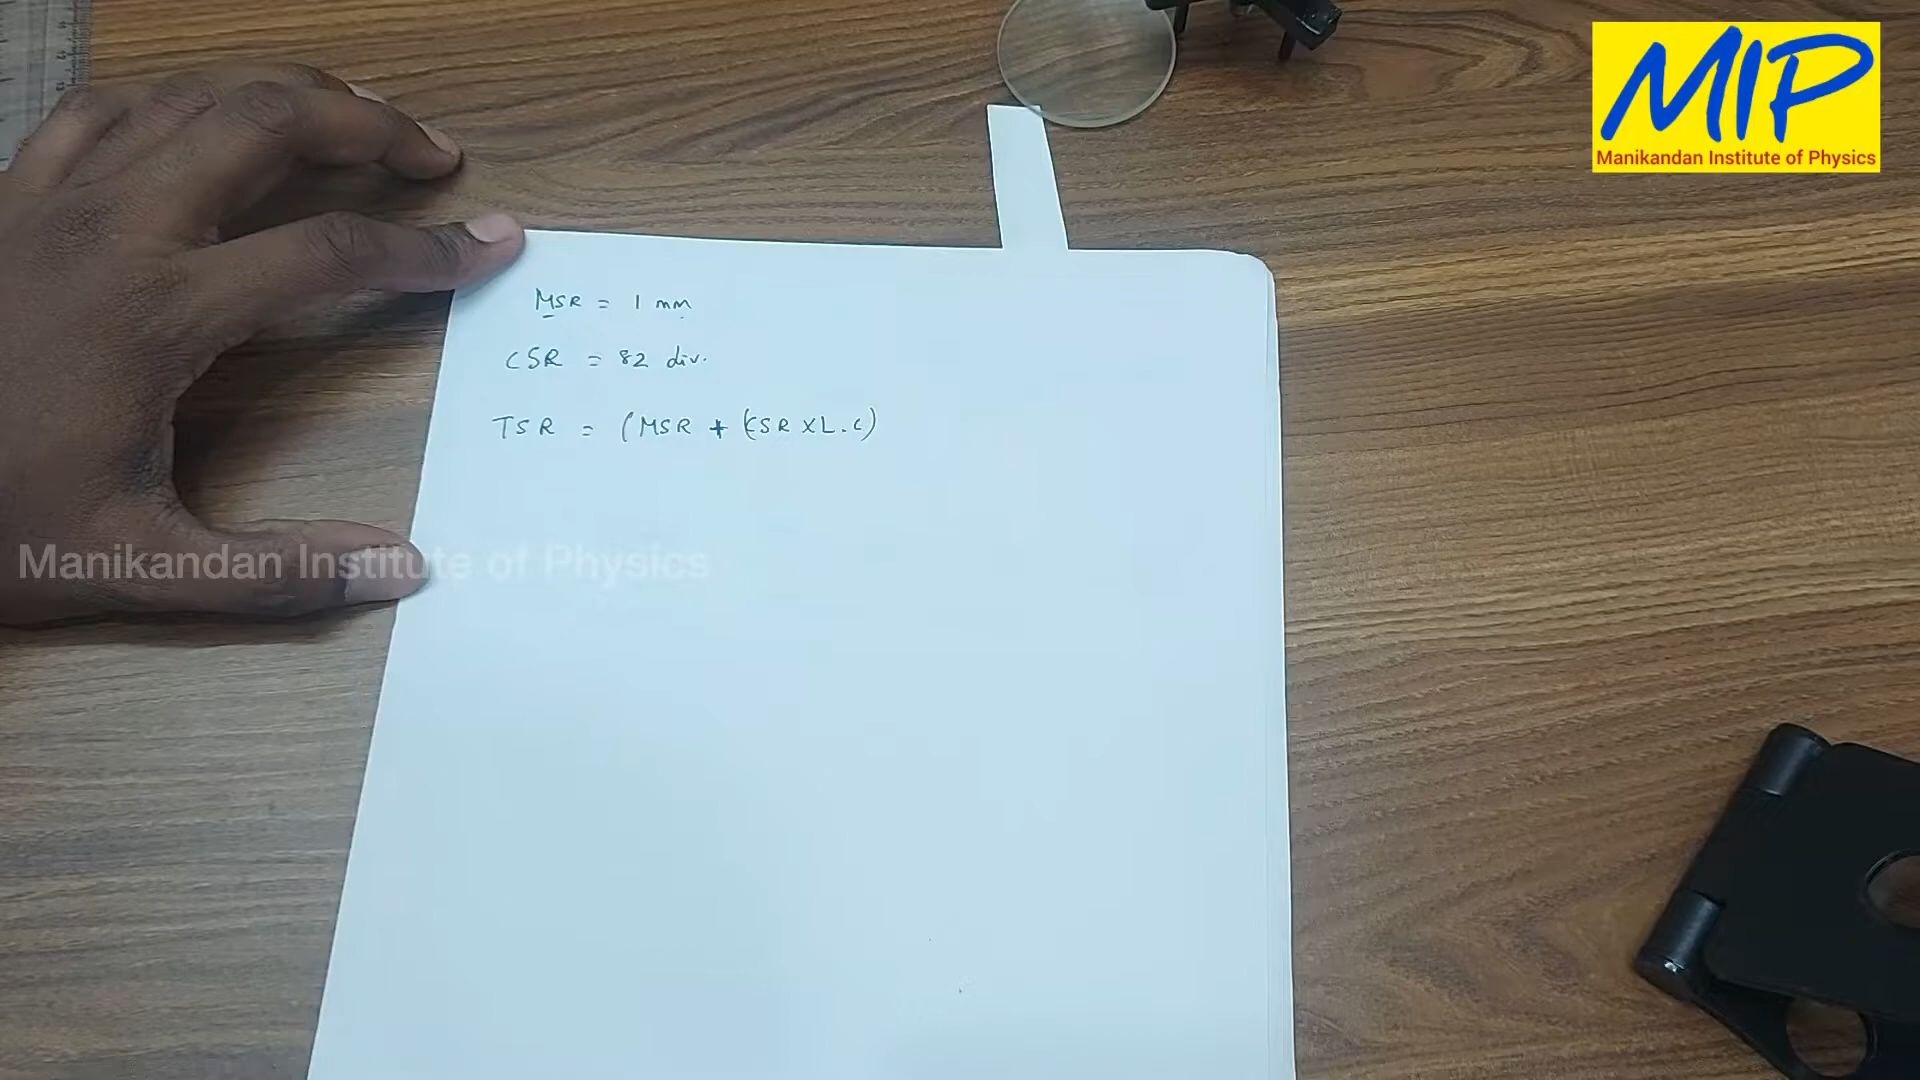 MIP
Manikandan Institute of Physics
MSR = 1 mm
CSR = 82 div.
TSR = (MSR + (CSR X L.C)
Manikandan Institute of Physics